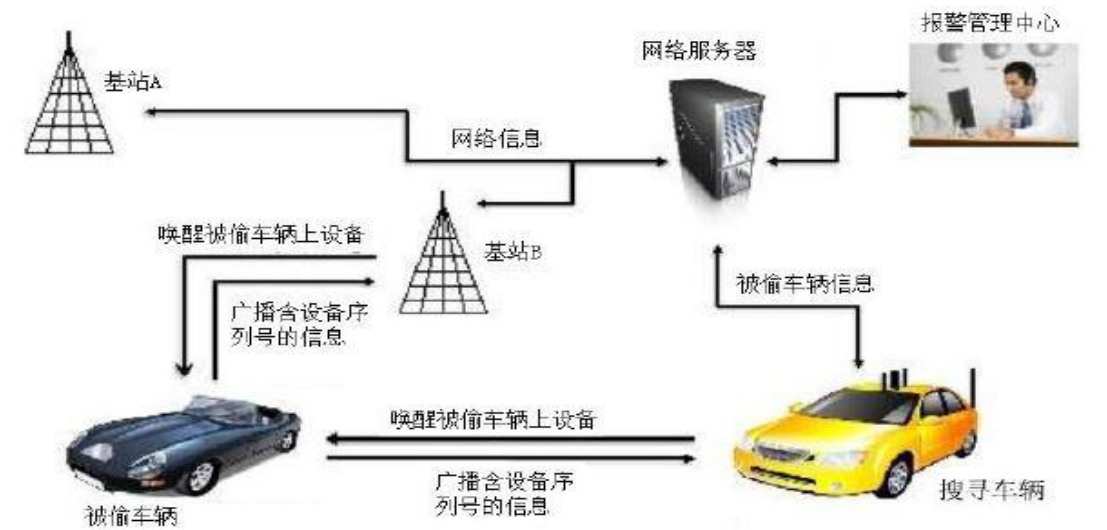 报警管理中心
网络服务器
基站A
网络信息
唤醒被偷车辆上设备
基站B
被偷车辆信息
广播含设备序
列号的信息
唤醒被偷车辆上设备
广播含设备序
列号的信息
搜寻车辆
被偷车辆